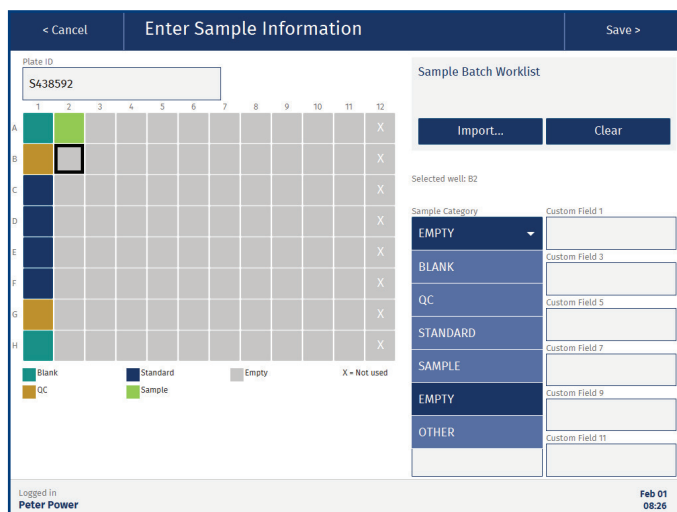 < Cancel
Enter Sample Information
Save >
Plate ID
S438592
1 2 3 4 5 6 7 8 9 10 11 12
A X
B X
C X
D X
E X
F X
G X
H X
Blank Standard Empty X = Not used
QC Sample
Sample Batch Worklist
Import... Clear
Selected well: B2
Sample Category Custom Field 1
EMPTY
BLANK Custom Field 3
QC Custom Field 5
STANDARD
SAMPLE Custom Field 7
EMPTY Custom Field 9
OTHER Custom Field 11
Logged in
Peter Power
Feb 01
08:26